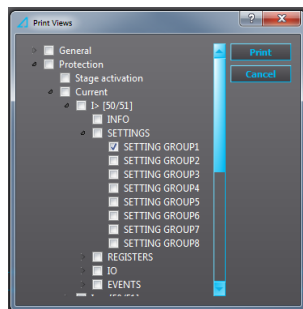 Print Views
General
Print
Protection
Stage activation
Cancel
Current
I> [50/51]
INFO
SETTINGS
SETTING GROUP1
SETTING GROUP2
SETTING GROUP3
SETTING GROUP4
SETTING GROUP5
SETTING GROUP6
SETTING GROUP7
SETTING GROUP8
REGISTERS
IO
EVENTS